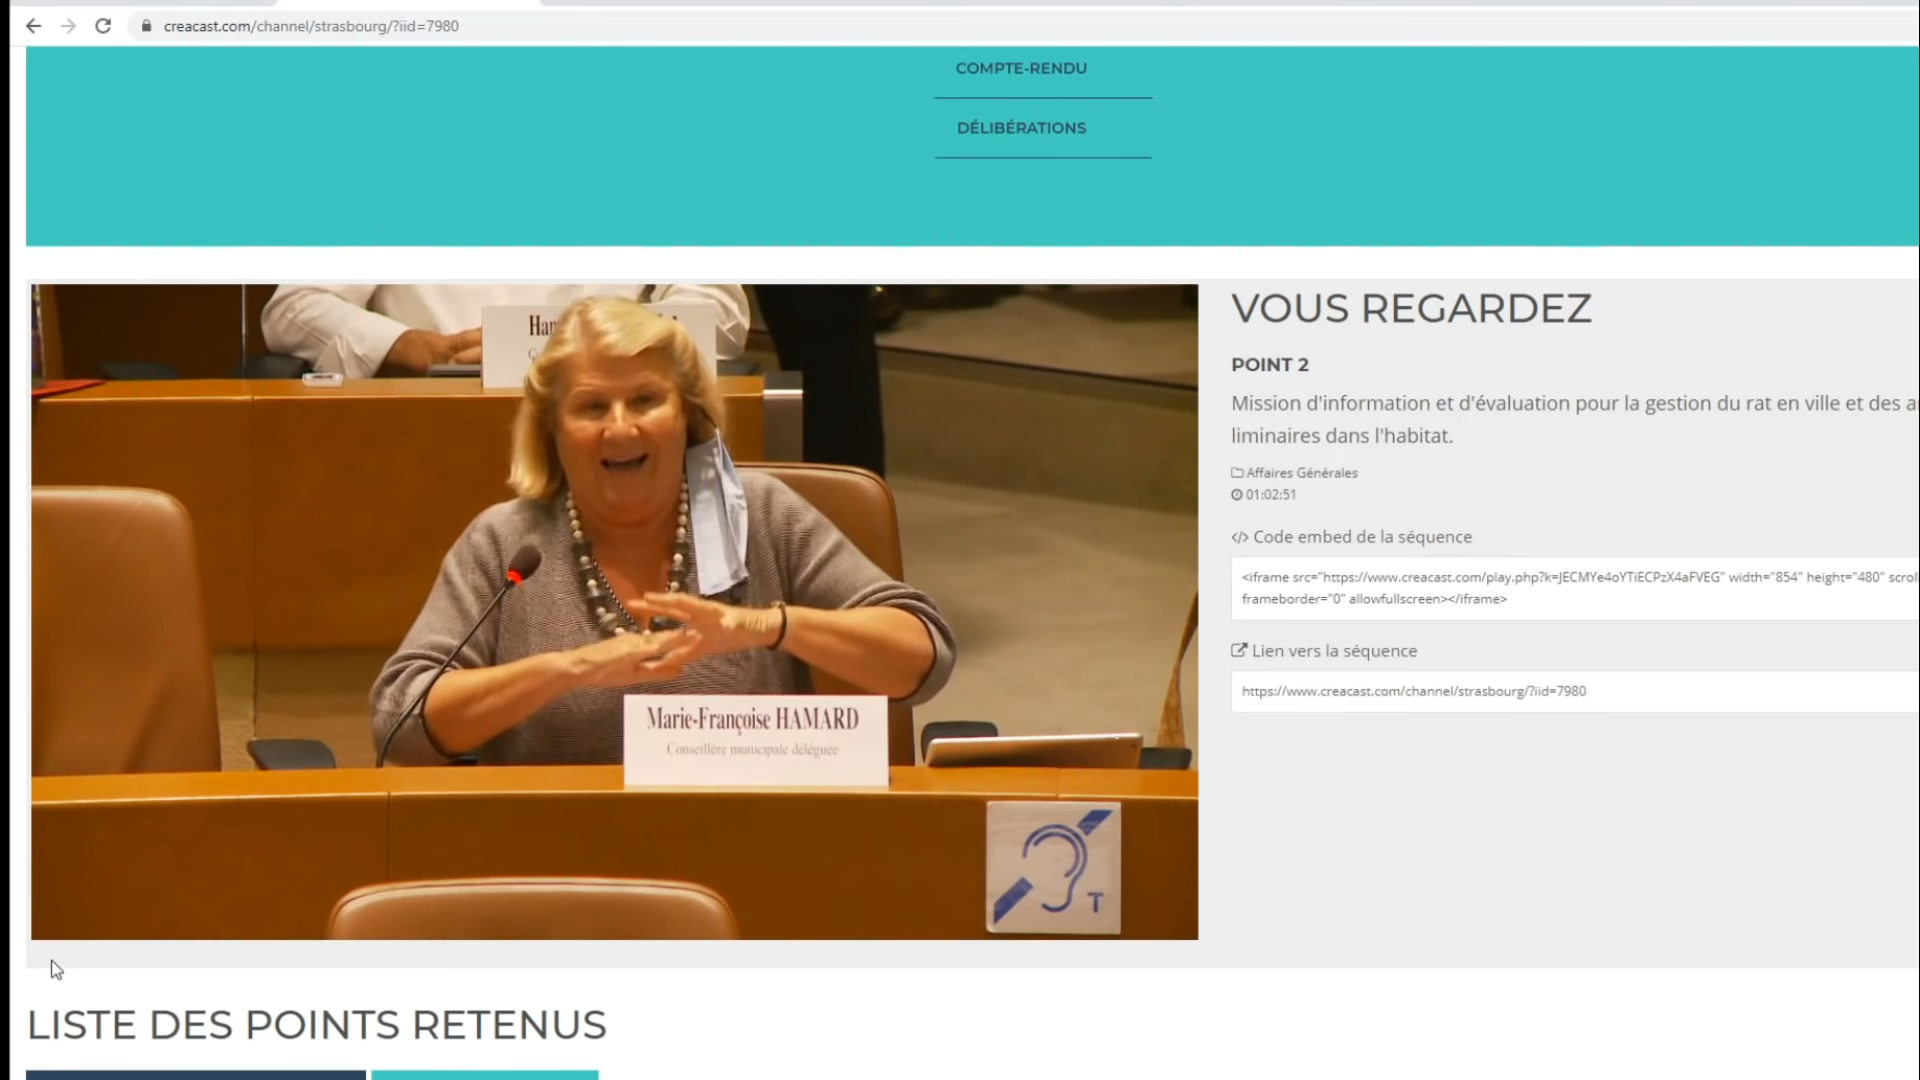 creacast.com/channel/strasbourg/?iid=7980
COMPTE-RENDU
DÉLIBÉRATIONS
Har
VOUS REGARDEZ
POINT 2
Mission d'information et d'évaluation pour la gestion du rat en ville et des
liminaires dans l'habitat.
Affaires Générales
01:02:51
</> Code embed de la séquence
<iframe src="https://www.creacast.com/play.php?k=JECMYe4oYTiECPzX4aFVEG" width="854" height="480"
frameborder="0" allowfullscreen></iframe>
Lien vers la séquence
https://www.creacast.com/channel/strasbourg/?iid=7980
Marie-Françoise HAMARD
Conseillère municipale déléguée
T
LISTE DES POINTS RETENUS